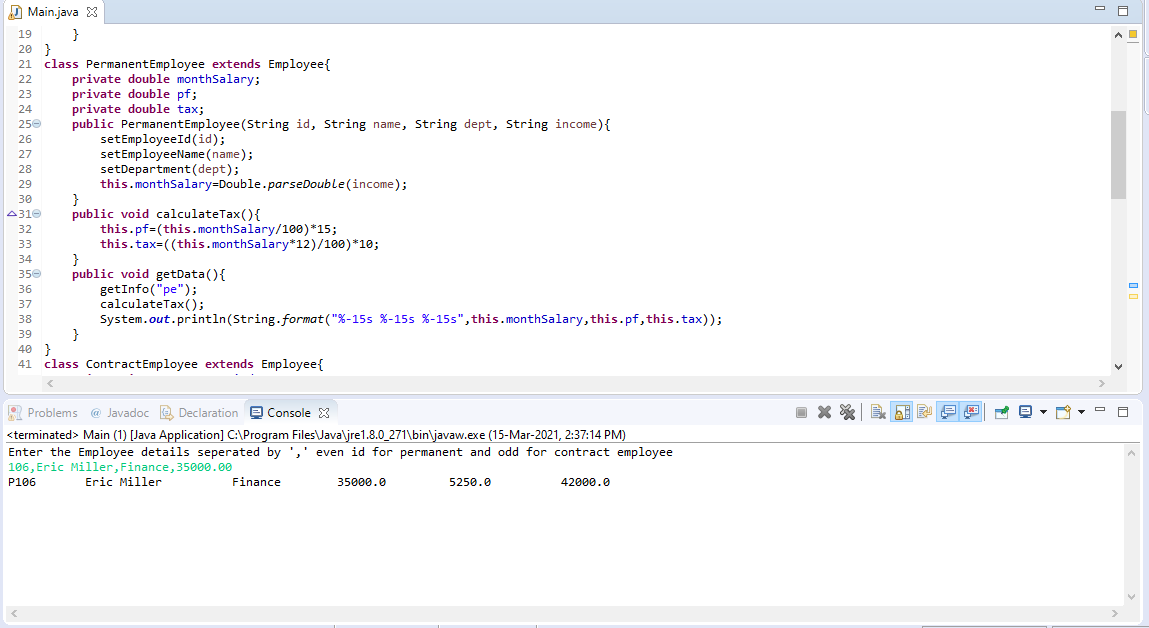 Main.java
19 }
20 }
21 class PermanentEmployee extends Employee{
22 private double monthSalary;
23 private double pf;
24 private double tax;
25 public PermanentEmployee(String id, String name, String dept, String income){
26 setEmployeeId(id);
27 setEmployeeName(name);
28 setDepartment(dept);
29 this.monthSalary=Double.parseDouble(income);
30 }
31 public void calculateTax(){
32 this.pf=(this.monthSalary/100)*15;
33 this.tax=((this.monthSalary*12)/100)*10;
34 }
35 public void getData(){
36 getInfo("pe");
37 calculateTax();
38 System.out.println(String.format("%-15s %-15s %-15s",this.monthSalary,this.pf,this.tax));
39 }
40 }
41 class ContractEmployee extends Employee{
Problems @ Javadoc Declaration Console
<terminated> Main (1) [Java Application] C:\Program Files\Java\jre1.8.0_271\bin\javaw.exe (15-Mar-2021, 2:37:14 PM)
Enter the Employee details seperated by ',' even id for permanent and odd for contract employee
106,Eric Miller,Finance,35000.00
P106 Eric Miller Finance 35000.0 5250.0 42000.0